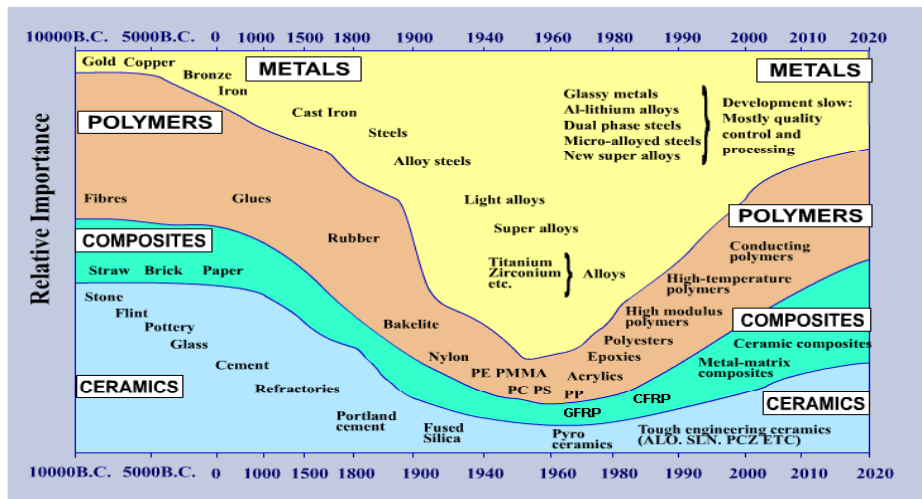 10000B.C. 5000B.C. 0 1000 1500 1800 1900 1940 1960 1980 1990 2000 2010 2020
Relative Importance
Gold Copper
Bronze
Iron
METALS
METALS
Cast Iron
Steels
Alloy steels
Glassy metals
Al-lithium alloys
Dual phase steels
Micro-alloyed steels
New super alloys
Development slow:
Mostly quality
control and
processing
Light alloys
Super alloys
Titanium
Zirconium
etc.
Alloys
POLYMERS
Fibres
Glues
Rubber
Bakelite
Nylon
PE PMMA
PC PS
PP
Acrylics
Epoxies
Polyesters
High modulus
polymers
High-temperature
polymers
Conducting
polymers
POLYMERS
COMPOSITES
Straw Brick Paper
GFRP
CFRP
Metal-matrix
composites
Ceramic composites
COMPOSITES
Stone
Flint
Pottery
Glass
Cement
Refractories
CERAMICS
Portland
cement
Fused
Silica
Pyro
ceramics
Tough engineering ceramics
(ALO. SLN. PCZ ETC)
CERAMICS
10000B.C. 5000B.C. 0 1000 1500 1800 1900 1940 1960 1980 1990 2000 2010 2020